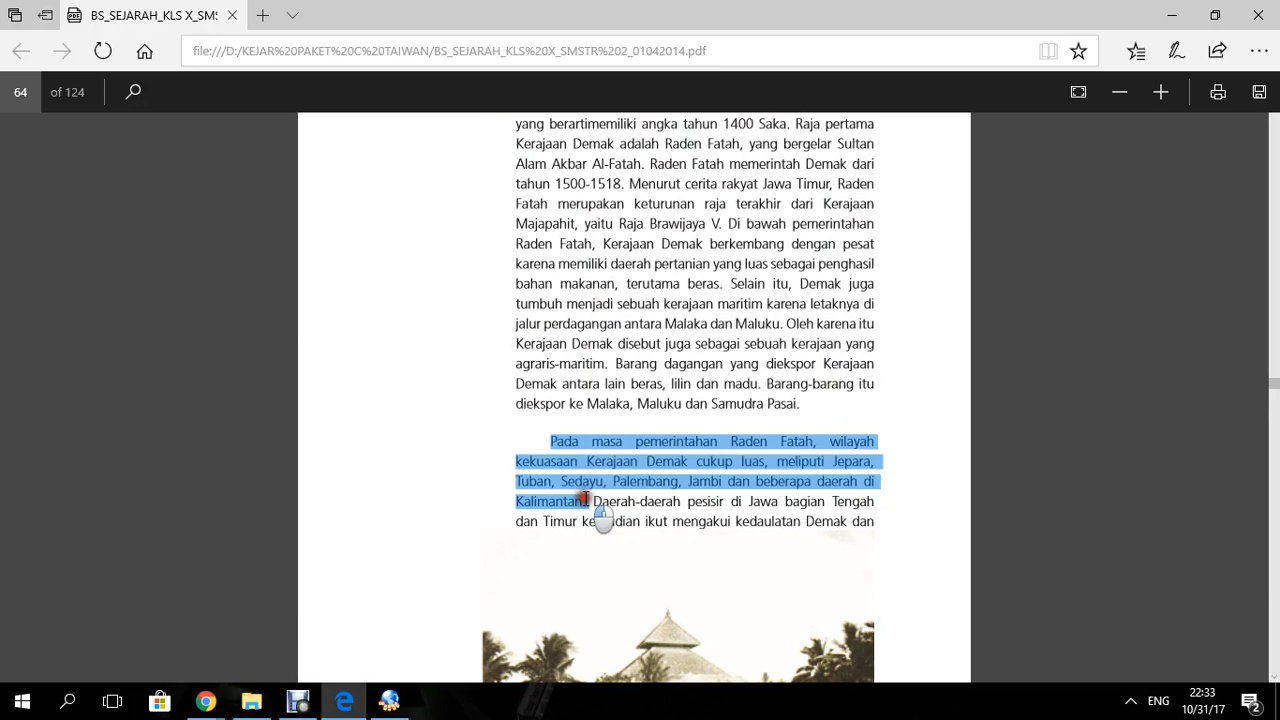 BS_SEJARAH_KLS X_SMS
file:///D:/KEJAR%20PAKET%20C%20TAIWAN/BS_SEJARAH_KLS%20X_SMSTR%202_01042014.pdf
64 of 124
yang berartimemiliki angka tahun 1400 Saka. Raja pertama
Kerajaan Demak adalah Raden Fatah, yang bergelar Sultan
Alam Akbar Al-Fatah. Raden Fatah memerintah Demak dari
tahun 1500-1518. Menurut cerita rakyat Jawa Timur, Raden
Fatah merupakan keturunan raja terakhir dari Kerajaan
Majapahit, yaitu Raja Brawijaya V. Di bawah pemerintahan
Raden Fatah, Kerajaan Demak berkembang dengan pesat
karena memiliki daerah pertanian yang luas sebagai penghasil
bahan makanan, terutama beras. Selain itu, Demak juga
tumbuh menjadi sebuah kerajaan maritim karena letaknya di
jalur perdagangan antara Malaka dan Maluku. Oleh karena itu
Kerajaan Demak disebut juga sebagai sebuah kerajaan yang
agraris-maritim. Barang dagangan yang diekspor Kerajaan
Demak antara lain beras, lilin dan madu. Barang-barang itu
diekspor ke Malaka, Maluku dan Samudra Pasai.
Pada masa pemerintahan Raden Fatah, wilayah
kekuasaan Kerajaan Demak cukup luas, meliputi Jepara,
Tuban, Sedayu, Palembang, Jambi dan beberapa daerah di
Kalimantan. Daerah-daerah pesisir di Jawa bagian Tengah
dan Timur kemudian ikut mengakui kedaulatan Demak dan
ENG
22:33
10/31/17
2